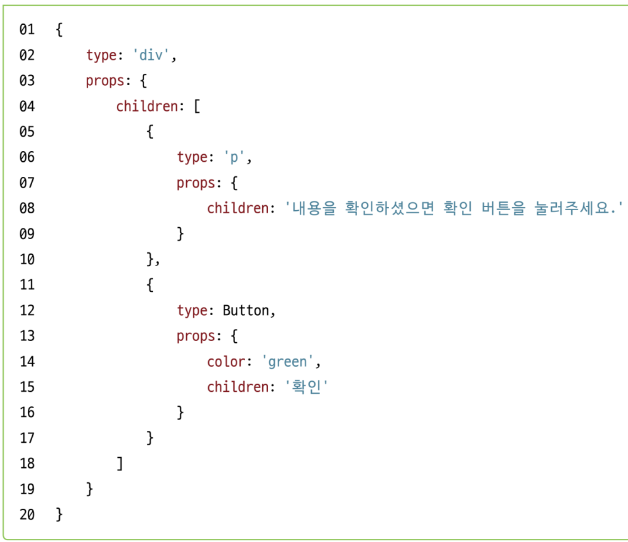 01 {
02     type: 'div',
03     props: {
04         children: [
05             {
06                 type: 'p',
07                 props: {
08                     children: '내용을 확인하셨으면 확인 버튼을 눌러주세요.'
09                 }
10             },
11             {
12                 type: Button,
13                 props: {
14                     color: 'green',
15                     children: '확인'
16                 }
17             }
18         ]
19     }
20 }